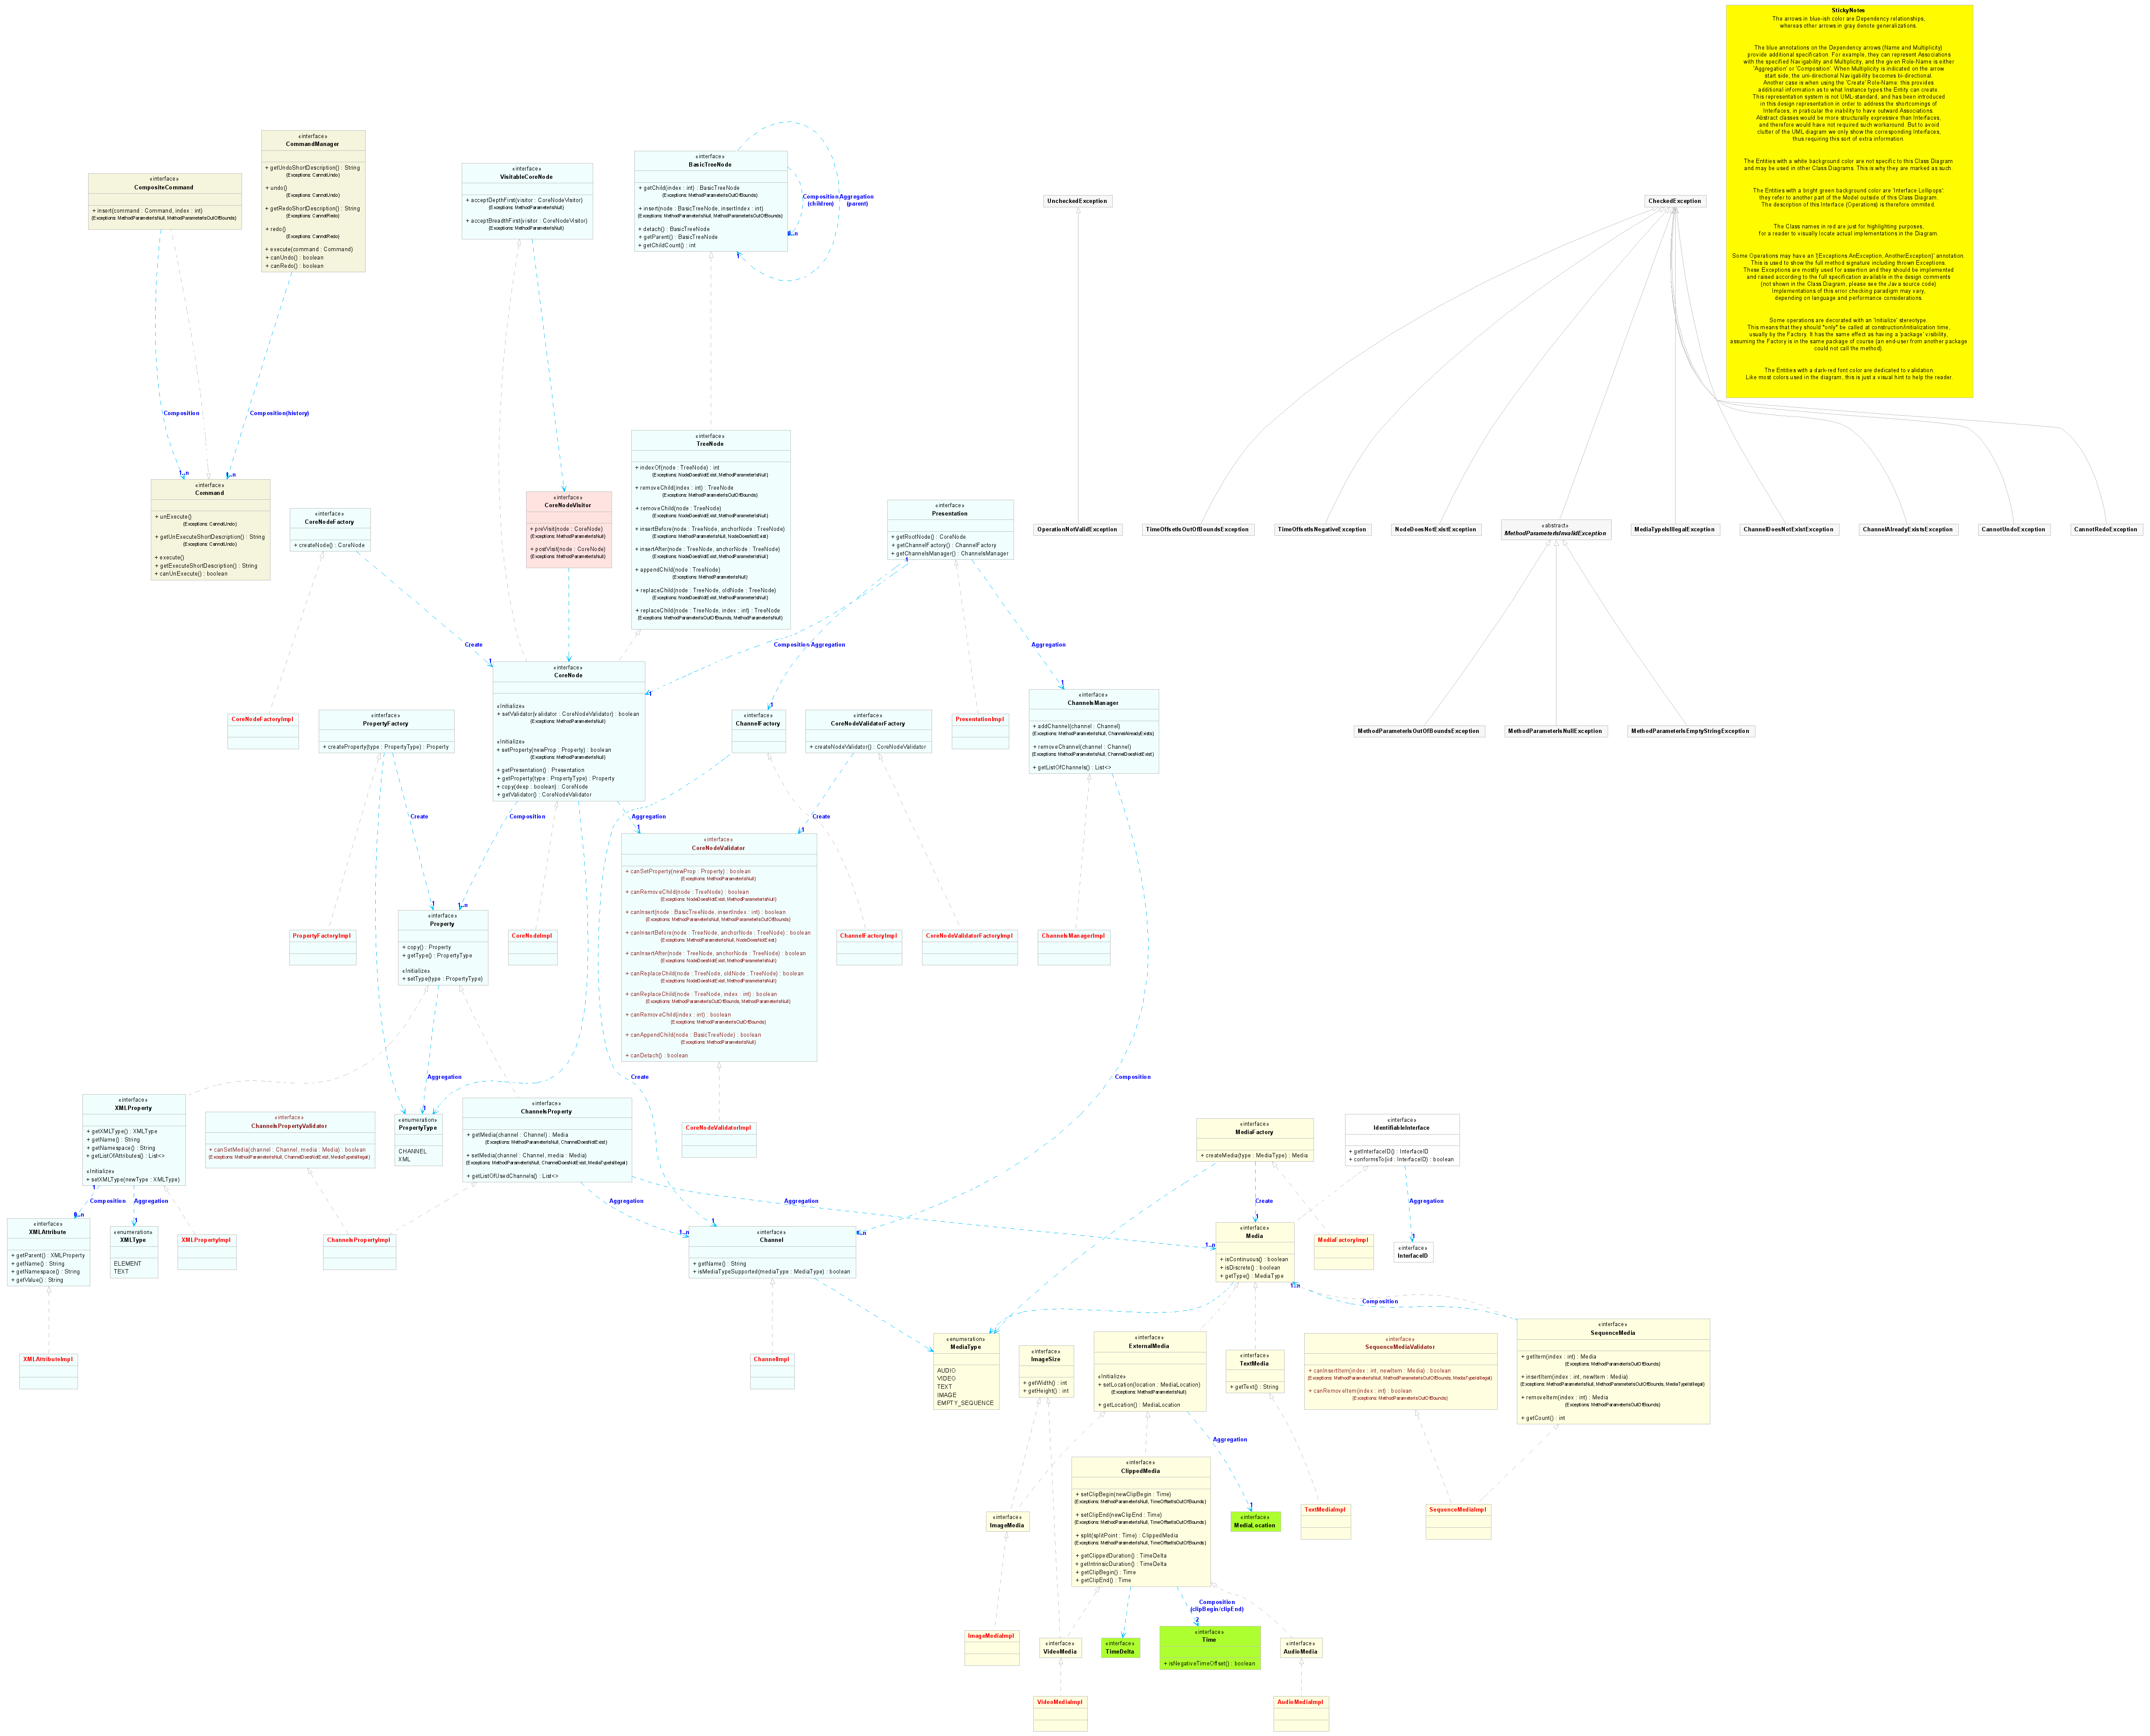 StickyNotes
The arrows in blue-ish color are Dependency relationships,
whereas other arrows in gray denote generalizations.
The blue annotations on the Dependency arrows (Name and Multiplicity)
provide additional specification. For example, they can represent Associations
with the specified Navigability and Multiplicity, and the given Role-Name is either
'Aggregation' or 'Composition'. When Multiplicity is indicated on the arrow
start side, the uni-directional Navigability becomes bi-directional.
Another case is when using the 'Create' Role-Name: this provides
additional information as to what Instance types the Entity can create.
This representation system is not UML-standard, and has been introduced
in this design representation in order to address the shortcomings of
Interfaces, in praticular the inability to have outward Associations.
Abstract classes would be more structurally expressive than Interfaces,
and therefore would have not required such workaround. But to avoid
clutter of the UML diagram we only show the corresponding Interfaces,
thus requiring this sort of extra information.
The Entities with a white background color are not specific to this Class Diagram
and may be used in other Class Diagrams. This is why they are marked as such.
The Entities with a bright green background color are 'Interface Lollipops':
they refer to another part of the Model outside of this Class Diagram.
The description of this Interface (Operations) is therefore ommited.
The Class names in red are just for highlighting purposes,
for a reader to visually locate actual implementations in the Diagram.
Some Operations may have an '{Exceptions:AnException, AnotherException}' annotation.
This is used to show the full method signature including thrown Exceptions.
These Exceptions are mostly used for assertion and they should be implemented
and raised according to the full specification available in the design comments
(not shown in the Class Diagram, please see the Java source code)
Implementations of this error checking paradigm may vary,
depending on language and performance considerations.
Some operations are decorated with an 'Initialize' stereotype.
This means that they should *only* be called at construction/initialization time,
usually by the Factory. It has the same effect as having a 'package' visibility,
assuming the Factory is in the same package of course (an end-user from another package
could not call the method).
The Entities with a dark-red font color are dedicated to validation.
Like most colors used in the diagram, this is just a visual hint to help the reader.
«interface»
CommandManager
+ getUndoShortDescription() : String
{Exceptions: CannotUndo}
+ undo()
{Exceptions: CannotUndo}
+ getRedoShortDescription() : String
{Exceptions: CannotRedo}
+ redo()
{Exceptions: CannotRedo}
+ execute(command : Command)
+ canUndo() : boolean
+ canRedo() : boolean
«interface»
CompositeCommand
+ insert(command : Command, index : int)
{Exceptions: MethodParameterIsNull, MethodParameterIsOutOfBounds}
«interface»
VisitableCoreNode
+ acceptDepthFirst(visitor : CoreNodeVisitor)
{Exceptions: MethodParameterIsNull}
+ acceptBreadthFirst(visitor : CoreNodeVisitor)
{Exceptions: MethodParameterIsNull}
«interface»
BasicTreeNode
+ getChild(index : int) : BasicTreeNode
{Exceptions: MethodParameterIsOutOfBounds}
+ insert(node : BasicTreeNode, insertIndex : int)
{Exceptions: MethodParameterIsNull, MethodParameterIsOutOfBounds}
+ detach() : BasicTreeNode
+ getParent() : BasicTreeNode
+ getChildCount() : int
Composition
(children)
Aggregation
(parent)
1
UncheckedException
CheckedException
Composition
Composition(history)
1..n
«interface»
Command
+ unExecute()
{Exceptions: CannotUndo}
+ getUnExecuteShortDescription() : String
{Exceptions: CannotUndo}
+ execute()
+ getExecuteShortDescription() : String
+ canUnExecute() : boolean
«interface»
CoreNodeFactory
+ createNode() : CoreNode
«interface»
CoreNodeVisitor
+ preVisit(node : CoreNode)
{Exceptions: MethodParameterIsNull}
+ postVisit(node : CoreNode)
{Exceptions: MethodParameterIsNull}
«interface»
TreeNode
+ indexOf(node : TreeNode) : int
{Exceptions: NodeDoesNotExist, MethodParameterIsNull}
+ removeChild(index : int) : TreeNode
{Exceptions: MethodParameterIsOutOfBounds}
+ removeChild(node : TreeNode)
{Exceptions: NodeDoesNotExist, MethodParameterIsNull}
+ insertBefore(node : TreeNode, anchorNode : TreeNode)
{Exceptions: MethodParameterIsNull, NodeDoesNotExist}
+ insertAfter(node : TreeNode, anchorNode : TreeNode)
{Exceptions: NodeDoesNotExist, MethodParameterIsNull}
+ appendChild(node : TreeNode)
{Exceptions: MethodParameterIsNull}
+ replaceChild(node : TreeNode, oldNode : TreeNode)
{Exceptions: NodeDoesNotExist, MethodParameterIsNull}
+ replaceChild(node : TreeNode, index : int) : TreeNode
{Exceptions: MethodParameterIsOutOfBounds, MethodParameterIsNull}
«interface»
Presentation
+ getRootNode() : CoreNode
+ getChannelFactory() : ChannelFactory
+ getChannelsManager() : ChannelsManager
1
OperationNotValidException
TimeOffsetIsOutOfBoundsException
TimeOffsetIsNegativeException
NodeDoesNotExistException
«abstract»
MethodParameterIsInvalidException
MediaTypeIsIllegalException
ChannelDoesNotExistException
ChannelAlreadyExistsException
CannotUndoException
CannotRedoException
MethodParameterIsOutOfBoundsException
MethodParameterIsNullException
MethodParameterIsEmptyStringException
Create
1
Composition
Aggregation
Aggregation
1
1
1
«interface»
CoreNode
«Initialize»
+ setValidator(validator : CoreNodeValidator) : boolean
{Exceptions: MethodParameterIsNull}
«Initialize»
+ setProperty(newProp : Property) : boolean
{Exceptions: MethodParameterIsNull}
+ getPresentation() : Presentation
+ getProperty(type : PropertyType) : Property
+ copy(deep : boolean) : CoreNode
+ getValidator() : CoreNodeValidator
CoreNodeFactoryImpl
«interface»
PropertyFactory
+ createProperty(type : PropertyType) : Property
«interface»
ChannelFactory
«interface»
CoreNodeValidatorFactory
+ createNodeValidator() : CoreNodeValidator
PresentationImpl
«interface»
ChannelsManager
+ addChannel(channel : Channel)
{Exceptions: MethodParameterIsNull, ChannelAlreadyExists}
+ removeChannel(channel : Channel)
{Exceptions: MethodParameterIsNull, ChannelDoesNotExist}
+ getListOfChannels() : List<>
Create
Composition
Aggregation
Create
1
1..n
1
1
«interface»
CoreNodeValidator
+ canSetProperty(newProp : Property) : boolean
{Exceptions: MethodParameterIsNull}
+ canRemoveChild(node : TreeNode) : boolean
{Exceptions: NodeDoesNotExist, MethodParameterIsNull}
+ canInsert(node : BasicTreeNode, insertIndex : int) : boolean
{Exceptions: MethodParameterIsNull, MethodParameterIsOutOfBounds}
+ canInsertBefore(node : TreeNode, anchorNode : TreeNode) : boolean
{Exceptions: MethodParameterIsNull, NodeDoesNotExist}
+ canInsertAfter(node : TreeNode, anchorNode : TreeNode) : boolean
{Exceptions: NodeDoesNotExist, MethodParameterIsNull}
+ canReplaceChild(node : TreeNode, oldNode : TreeNode) : boolean
{Exceptions: NodeDoesNotExist, MethodParameterIsNull}
+ canReplaceChild(node : TreeNode, index : int) : boolean
{Exceptions: MethodParameterIsOutOfBounds, MethodParameterIsNull}
+ canRemoveChild(index : int) : boolean
{Exceptions: MethodParameterIsOutOfBounds}
+ canAppendChild(node : BasicTreeNode) : boolean
{Exceptions: MethodParameterIsNull}
+ canDetach() : boolean
PropertyFactoryImpl
«interface»
Property
+ copy() : Property
+ getType() : PropertyType
«Initialize»
+ setType(type : PropertyType)
CoreNodeImpl
ChannelFactoryImpl
CoreNodeValidatorFactoryImpl
ChannelsManagerImpl
Aggregation
1
Create
Composition
«interface»
XMLProperty
+ getXMLType() : XMLType
+ getName() : String
+ getNamespace() : String
+ getListOfAttributes() : List<>
«Initialize»
+ setXMLType(newType : XMLType)
«interface»
ChannelsPropertyValidator
+ canSetMedia(channel : Channel, media : Media) : boolean
{Exceptions: MethodParameterIsNull, ChannelDoesNotExist, MediaTypeIsIllegal}
«enumeration»
PropertyType
CHANNEL
XML
«interface»
ChannelsProperty
+ getMedia(channel : Channel) : Media
{Exceptions: MethodParameterIsNull, ChannelDoesNotExist}
+ setMedia(channel : Channel, media : Media)
{Exceptions: MethodParameterIsNull, ChannelDoesNotExist, MediaTypeIsIllegal}
+ getListOfUsedChannels() : List<>
CoreNodeValidatorImpl
«interface»
MediaFactory
+ createMedia(type : MediaType) : Media
«interface»
IdentifiableInterface
+ getInterfaceID() : InterfaceID
+ conformsTo(iid : InterfaceID) : boolean
1
Composition
Aggregation
1
Aggregation
1..n
1
Aggregation
1..n
Create
1
Aggregation
1
«interface»
XMLAttribute
+ getParent() : XMLProperty
+ getName() : String
+ getNamespace() : String
+ getValue() : String
«enumeration»
XMLType
ELEMENT
TEXT
XMLPropertyImpl
ChannelsPropertyImpl
«interface»
Channel
+ getName() : String
+ isMediaTypeSupported(mediaType : MediaType) : boolean
«interface»
Media
+ isContinuous() : boolean
+ isDiscrete() : boolean
+ getType() : MediaType
MediaFactoryImpl
«interface»
InterfaceID
Composition
XMLAttributeImpl
ChannelImpl
«enumeration»
MediaType
AUDIO
VIDEO
TEXT
IMAGE
EMPTY_SEQUENCE
«interface»
ImageSize
+ getWidth() : int
+ getHeight() : int
«interface»
ExternalMedia
«Initialize»
+ setLocation(location : MediaLocation)
{Exceptions: MethodParameterIsNull}
+ getLocation() : MediaLocation
«interface»
TextMedia
+ getText() : String
«interface»
SequenceMediaValidator
+ canInsertItem(index : int, newItem : Media) : boolean
{Exceptions: MethodParameterIsNull, MethodParameterIsOutOfBounds, MediaTypeIsIllegal}
+ canRemoveItem(index : int) : boolean
{Exceptions: MethodParameterIsOutOfBounds}
«interface»
SequenceMedia
+ getItem(index : int) : Media
{Exceptions: MethodParameterIsOutOfBounds}
+ insertItem(index : int, newItem : Media)
{Exceptions: MethodParameterIsNull, MethodParameterIsOutOfBounds, MediaTypeIsIllegal}
+ removeItem(index : int) : Media
{Exceptions: MethodParameterIsOutOfBounds}
+ getCount() : int
Aggregation
1
«interface»
ClippedMedia
+ setClipBegin(newClipBegin : Time)
{Exceptions: MethodParameterIsNull, TimeOffsetIsOutOfBounds}
+ setClipEnd(newClipEnd : Time)
{Exceptions: MethodParameterIsNull, TimeOffsetIsOutOfBounds}
+ split(splitPoint : Time) : ClippedMedia
{Exceptions: MethodParameterIsNull, TimeOffsetIsOutOfBounds}
+ getClippedDuration() : TimeDelta
+ getIntrinsicDuration() : TimeDelta
+ getClipBegin() : Time
+ getClipEnd() : Time
«interface»
ImageMedia
«interface»
MediaLocation
TextMediaImpl
SequenceMediaImpl
Composition
(clipBegin/clipEnd)
2
ImageMediaImpl
«interface»
VideoMedia
«interface»
TimeDelta
«interface»
Time
+ isNegativeTimeOffset() : boolean
«interface»
AudioMedia
VideoMediaImpl
AudioMediaImpl